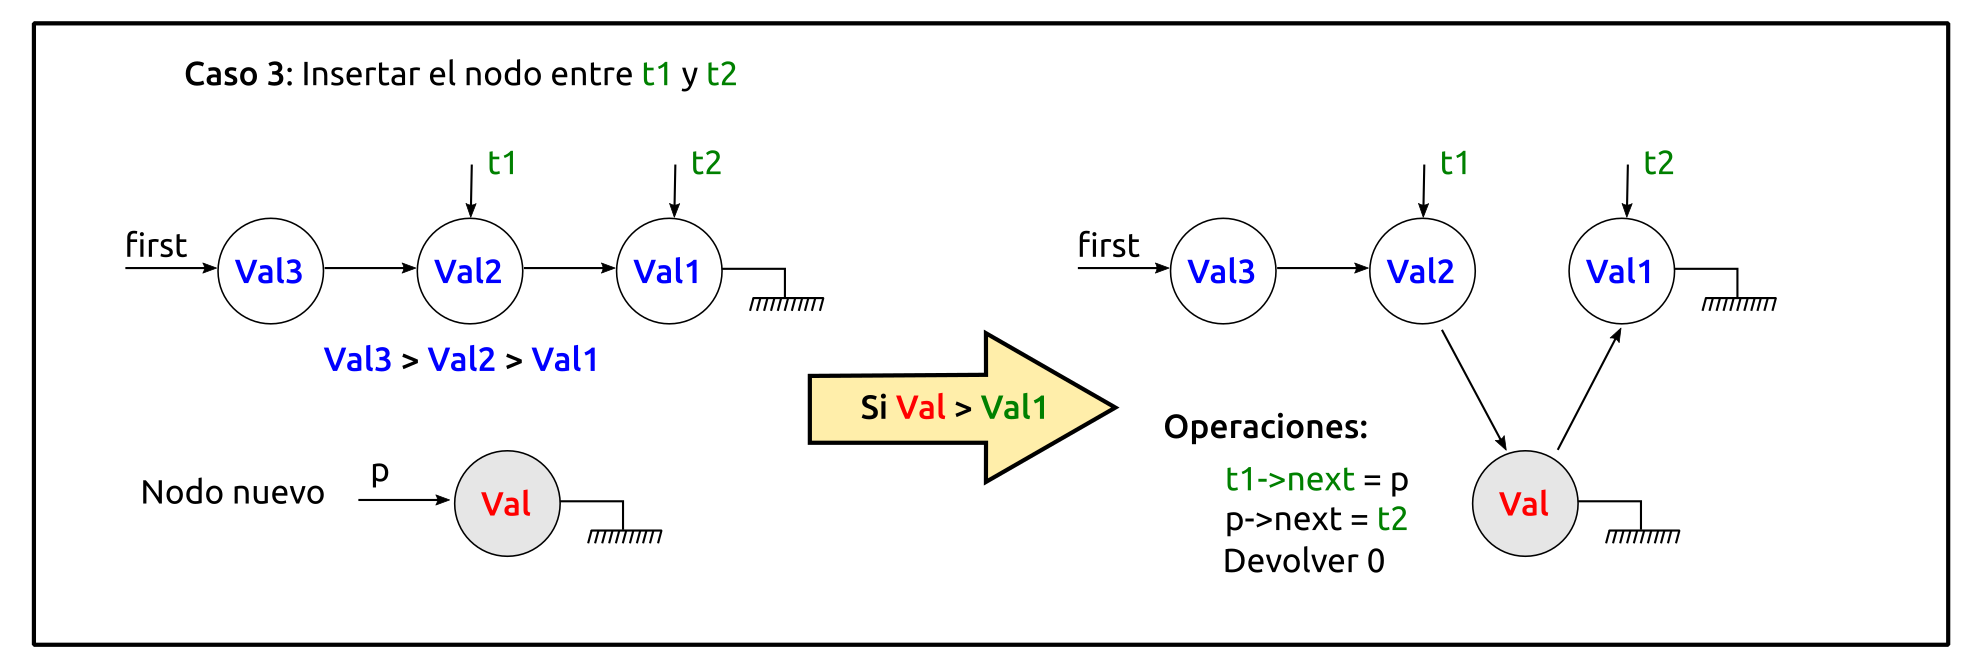 Caso 3: Insertar el nodo entre t1 y t2
t1
t2
first
Val3
Val2
Val1
Val3 > Val2 > Val1
Nodo nuevo
p
Val
Si Val > Val1
t1
t2
first
Val3
Val2
Val1
Operaciones:
t1->next = p
p->next = t2
Devolver 0
Val